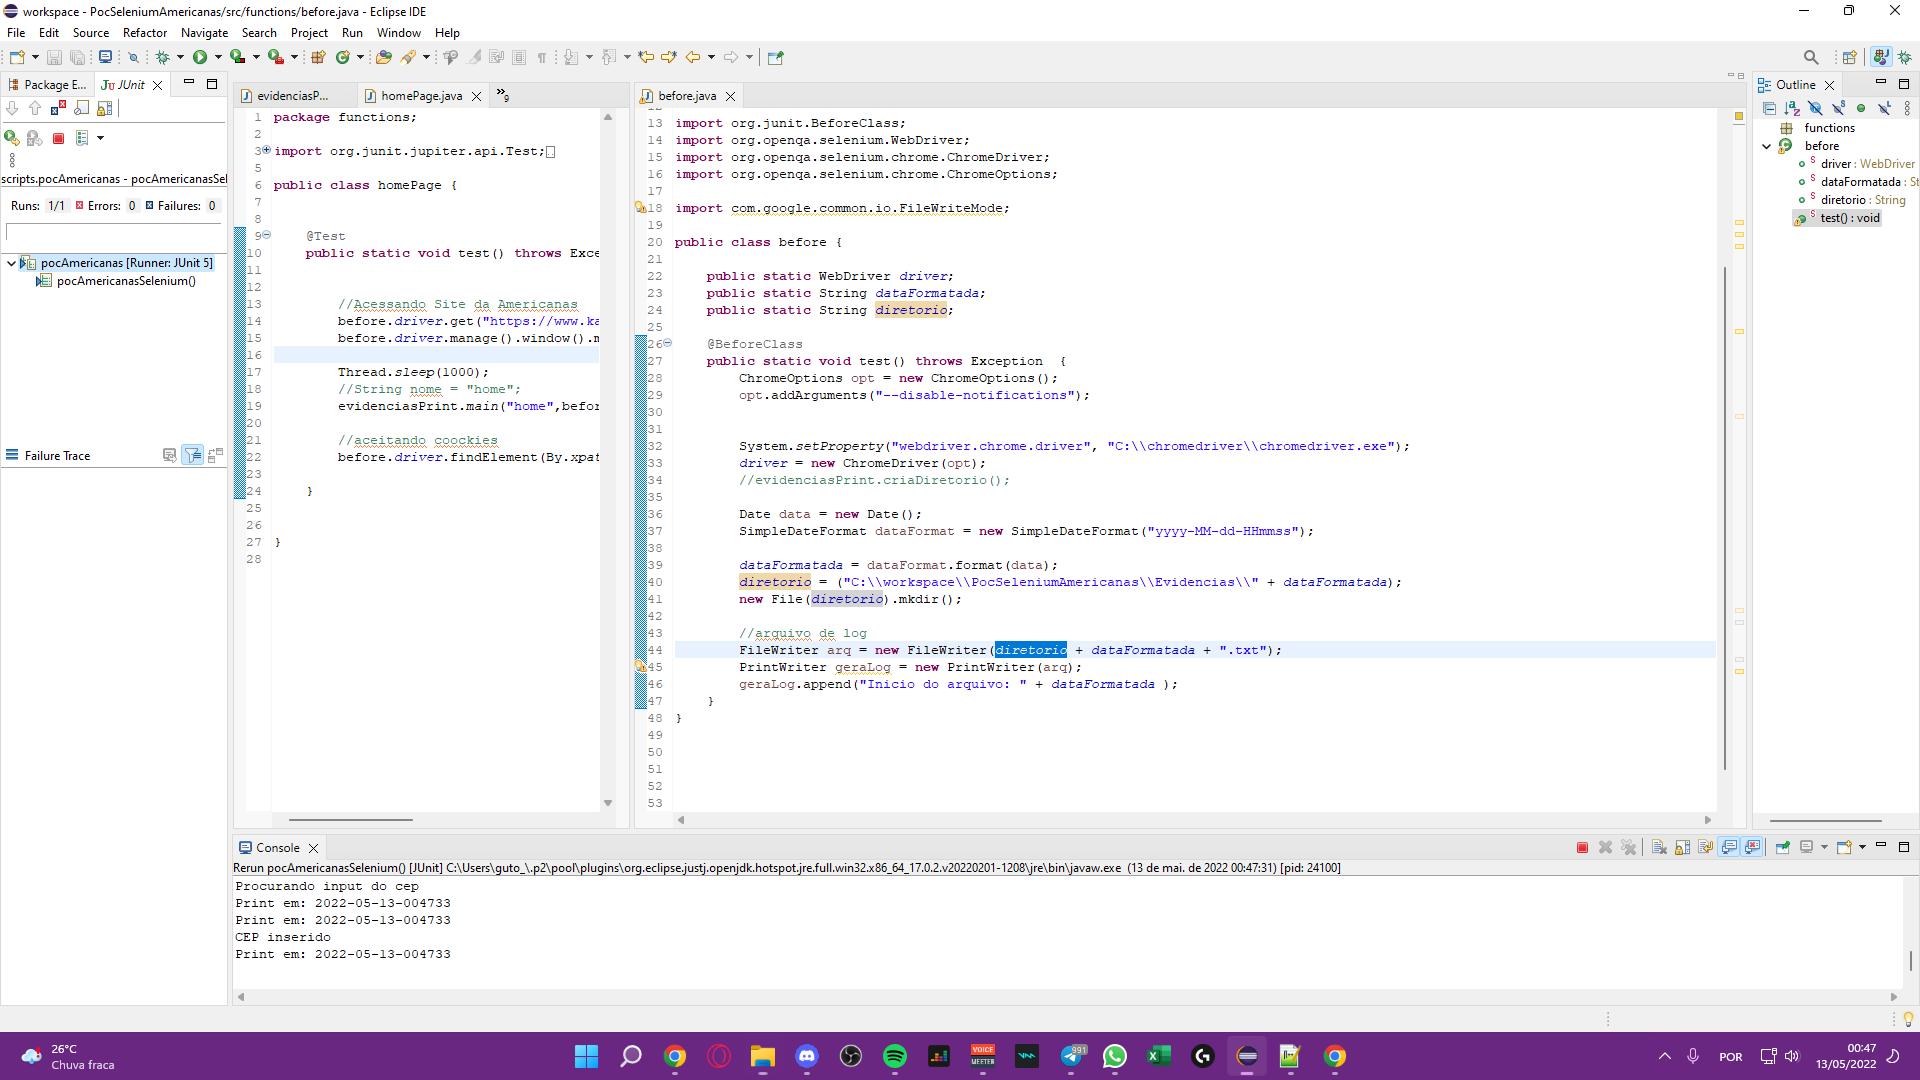 workspace - PocSeleniumAmericanas/src/functions/before.java - Eclipse IDE
File Edit Source Refactor Navigate Search Project Run Window Help
Package E... JUnit
scripts.pocAmericanas - pocAmericanasSel
Runs: 1/1 Errors: 0 Failures: 0
pocAmericanas [Runner: JUnit 5]
pocAmericanasSelenium()
Failure Trace
evidenciasP... homePage.java 9
1 package functions;
2
3 import org.junit.jupiter.api.Test;
5
6 public class homePage {
7
8
9 @Test
10 public static void test() throws Exce
11
12
13 //Acessando Site da Americanas
14 before.driver.get("https://www.ka
15 before.driver.manage().window().m
16
17 Thread.sleep(1000);
18 //String nome = "home";
19 evidenciasPrint.main("home",befor
20
21 //aceitando coockies
22 before.driver.findElement(By.xpat
23
24 }
25
26
27 }
28
before.java
13 import org.junit.BeforeClass;
14 import org.openqa.selenium.WebDriver;
15 import org.openqa.selenium.chrome.ChromeDriver;
16 import org.openqa.selenium.chrome.ChromeOptions;
17
18 import com.google.common.io.FileWriteMode;
19
20 public class before {
21
22 public static WebDriver driver;
23 public static String dataFormatada;
24 public static String diretorio;
25
26 @BeforeClass
27 public static void test() throws Exception {
28 ChromeOptions opt = new ChromeOptions();
29 opt.addArguments("--disable-notifications");
30
31
32 System.setProperty("webdriver.chrome.driver", "C:\\chromedriver\\chromedriver.exe");
33 driver = new ChromeDriver(opt);
34 //evidenciasPrint.criaDiretorio();
35
36 Date data = new Date();
37 SimpleDateFormat dataFormat = new SimpleDateFormat("yyyy-MM-dd-HHmmss");
38
39 dataFormatada = dataFormat.format(data);
40 diretorio = ("C:\\workspace\\PocSeleniumAmericanas\\Evidencias\\" + dataFormatada);
41 new File(diretorio).mkdir();
42
43 //arquivo de log
44 FileWriter arq = new FileWriter(diretorio + dataFormatada + ".txt");
45 PrintWriter geraLog = new PrintWriter(arq);
46 geraLog.append("Inicio do arquivo: " + dataFormatada );
47 }
48 }
49
50
51
52
53
Outline
functions
before
driver : WebDriver
dataFormatada : St
diretorio : String
test() : void
Console
Rerun pocAmericanasSelenium() [JUnit] C:\Users\guto_\.p2\pool\plugins\org.eclipse.justj.openjdk.hotspot.jre.full.win32.x86_64_17.0.2.v20220201-1208\jre\bin\javaw.exe (13 de mai. de 2022 00:47:31) [pid: 24100]
Procurando input do cep
Print em: 2022-05-13-004733
Print em: 2022-05-13-004733
CEP inserido
Print em: 2022-05-13-004733
26°C
Chuva fraca
VOICE
MEETER
991
POR
00:47
13/05/2022